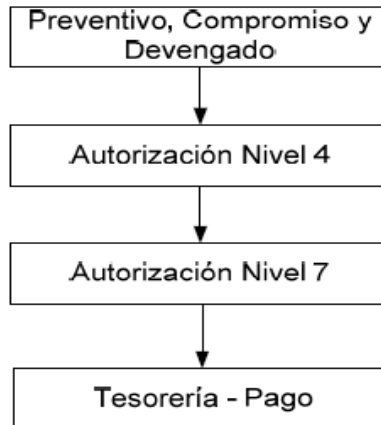 Preventivo, Compromiso y
Devengado
Autorización Nivel 4
Autorización Nivel 7
Tesorería - Pago